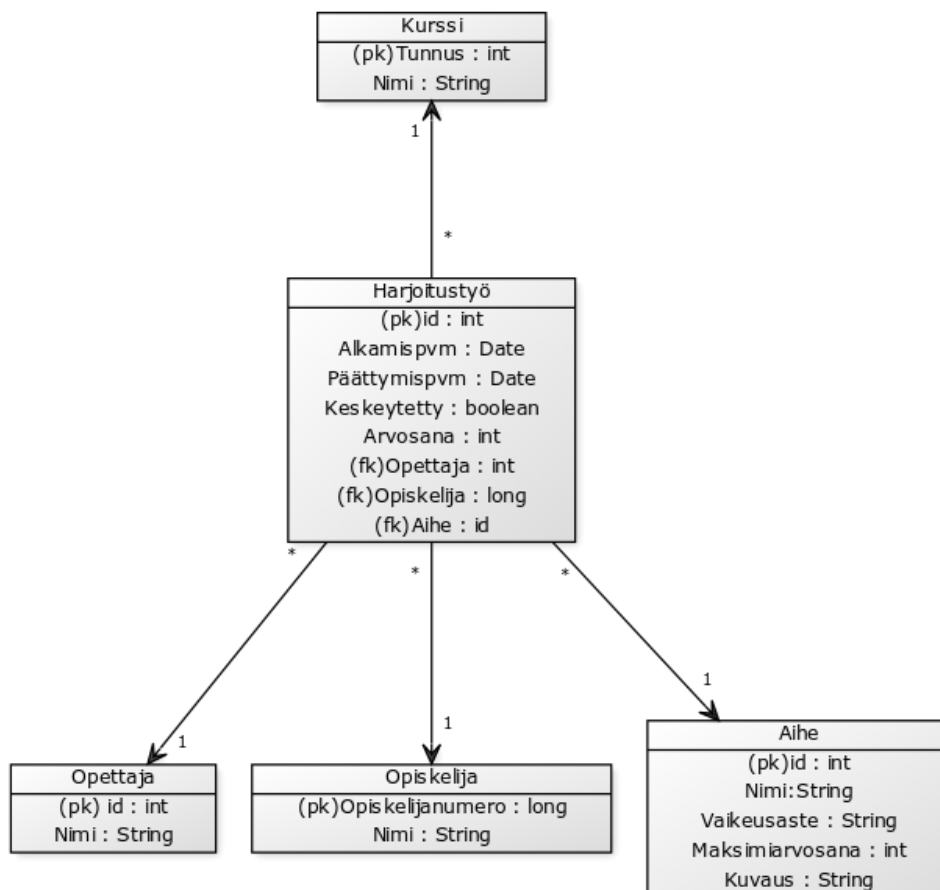 Kurssi
(pk)Tunnus : int
Nimi : String
1
*
Harjoitustyö
(pk)id : int
Alkamispvm : Date
Päättymispvm : Date
Keskeytetty : boolean
Arvosana : int
(fk)Opettaja : int
(fk)Opiskelija : long
(fk)Aihe : id
*
*
*
1
1
1
Opettaja
(pk) id : int
Nimi : String
Opiskelija
(pk)Opiskelijanumero : long
Nimi : String
Aihe
(pk)id : int
Nimi:String
Vaikeusaste : String
Maksimiarvosana : int
Kuvaus : String